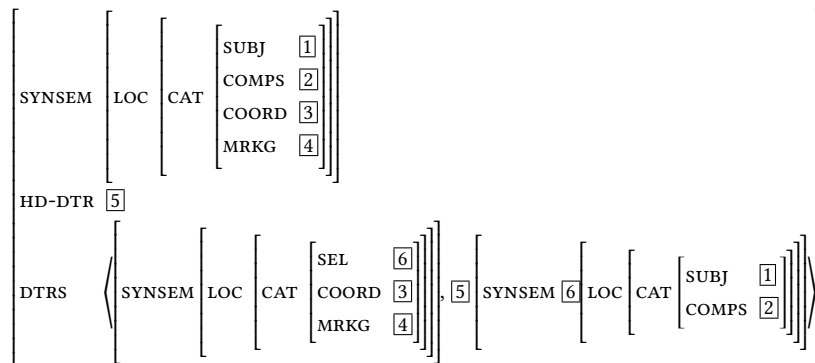 SUBJ 1
COMPS 2
SYNSEM LOC CAT
COORD 3
MRKG 4
HD-DTR 5
SEL 6
SUBJ 1
DTRS ⟨ SYNSEM LOC CAT COORD 3 , 5 SYNSEM 6 LOC CAT ⟩
COMPS 2
MRKG 4